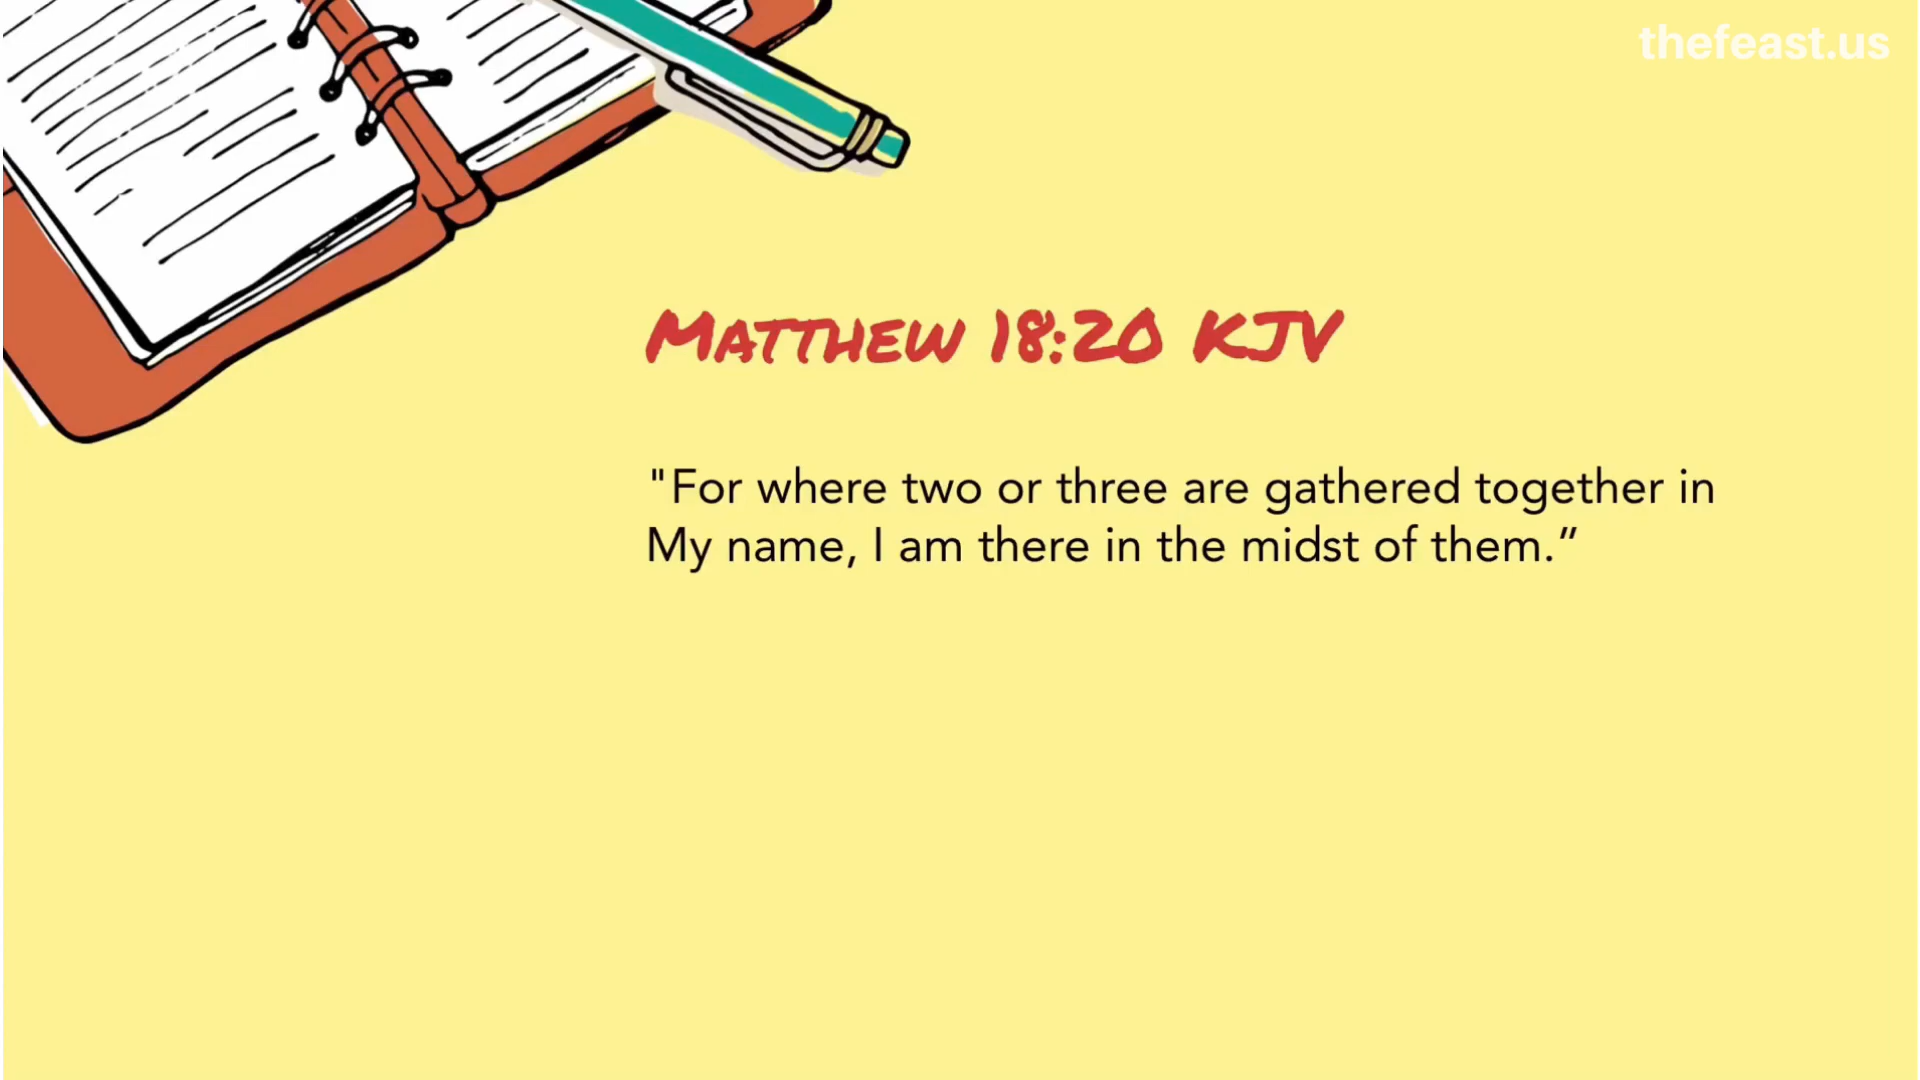 thefeast.us
Matthew 18:20 KJV
"For where two or three are gathered together in
My name, I am there in the midst of them.”